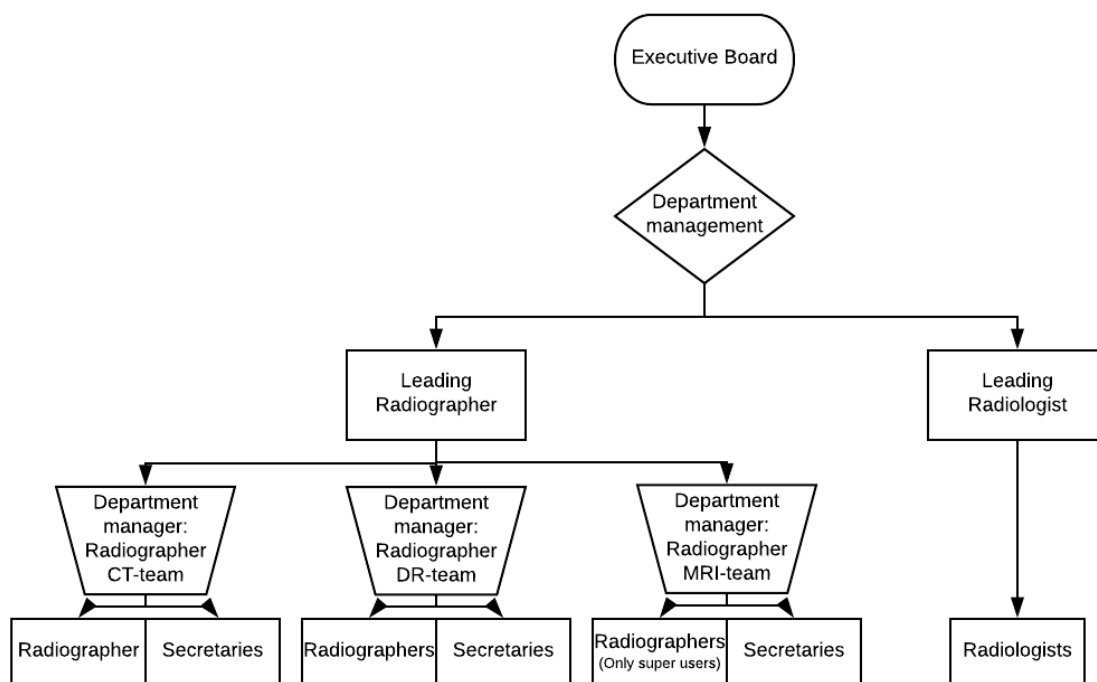 Executive Board
Department
management
Leading
Radiographer
Leading
Radiologist
Department
manager:
Radiographer
CT-team
Department
manager:
Radiographer
DR-team
Department
manager:
Radiographer
MRI-team
Radiographer
Secretaries
Radiographers
Secretaries
Radiographers
(Only super users)
Secretaries
Radiologists